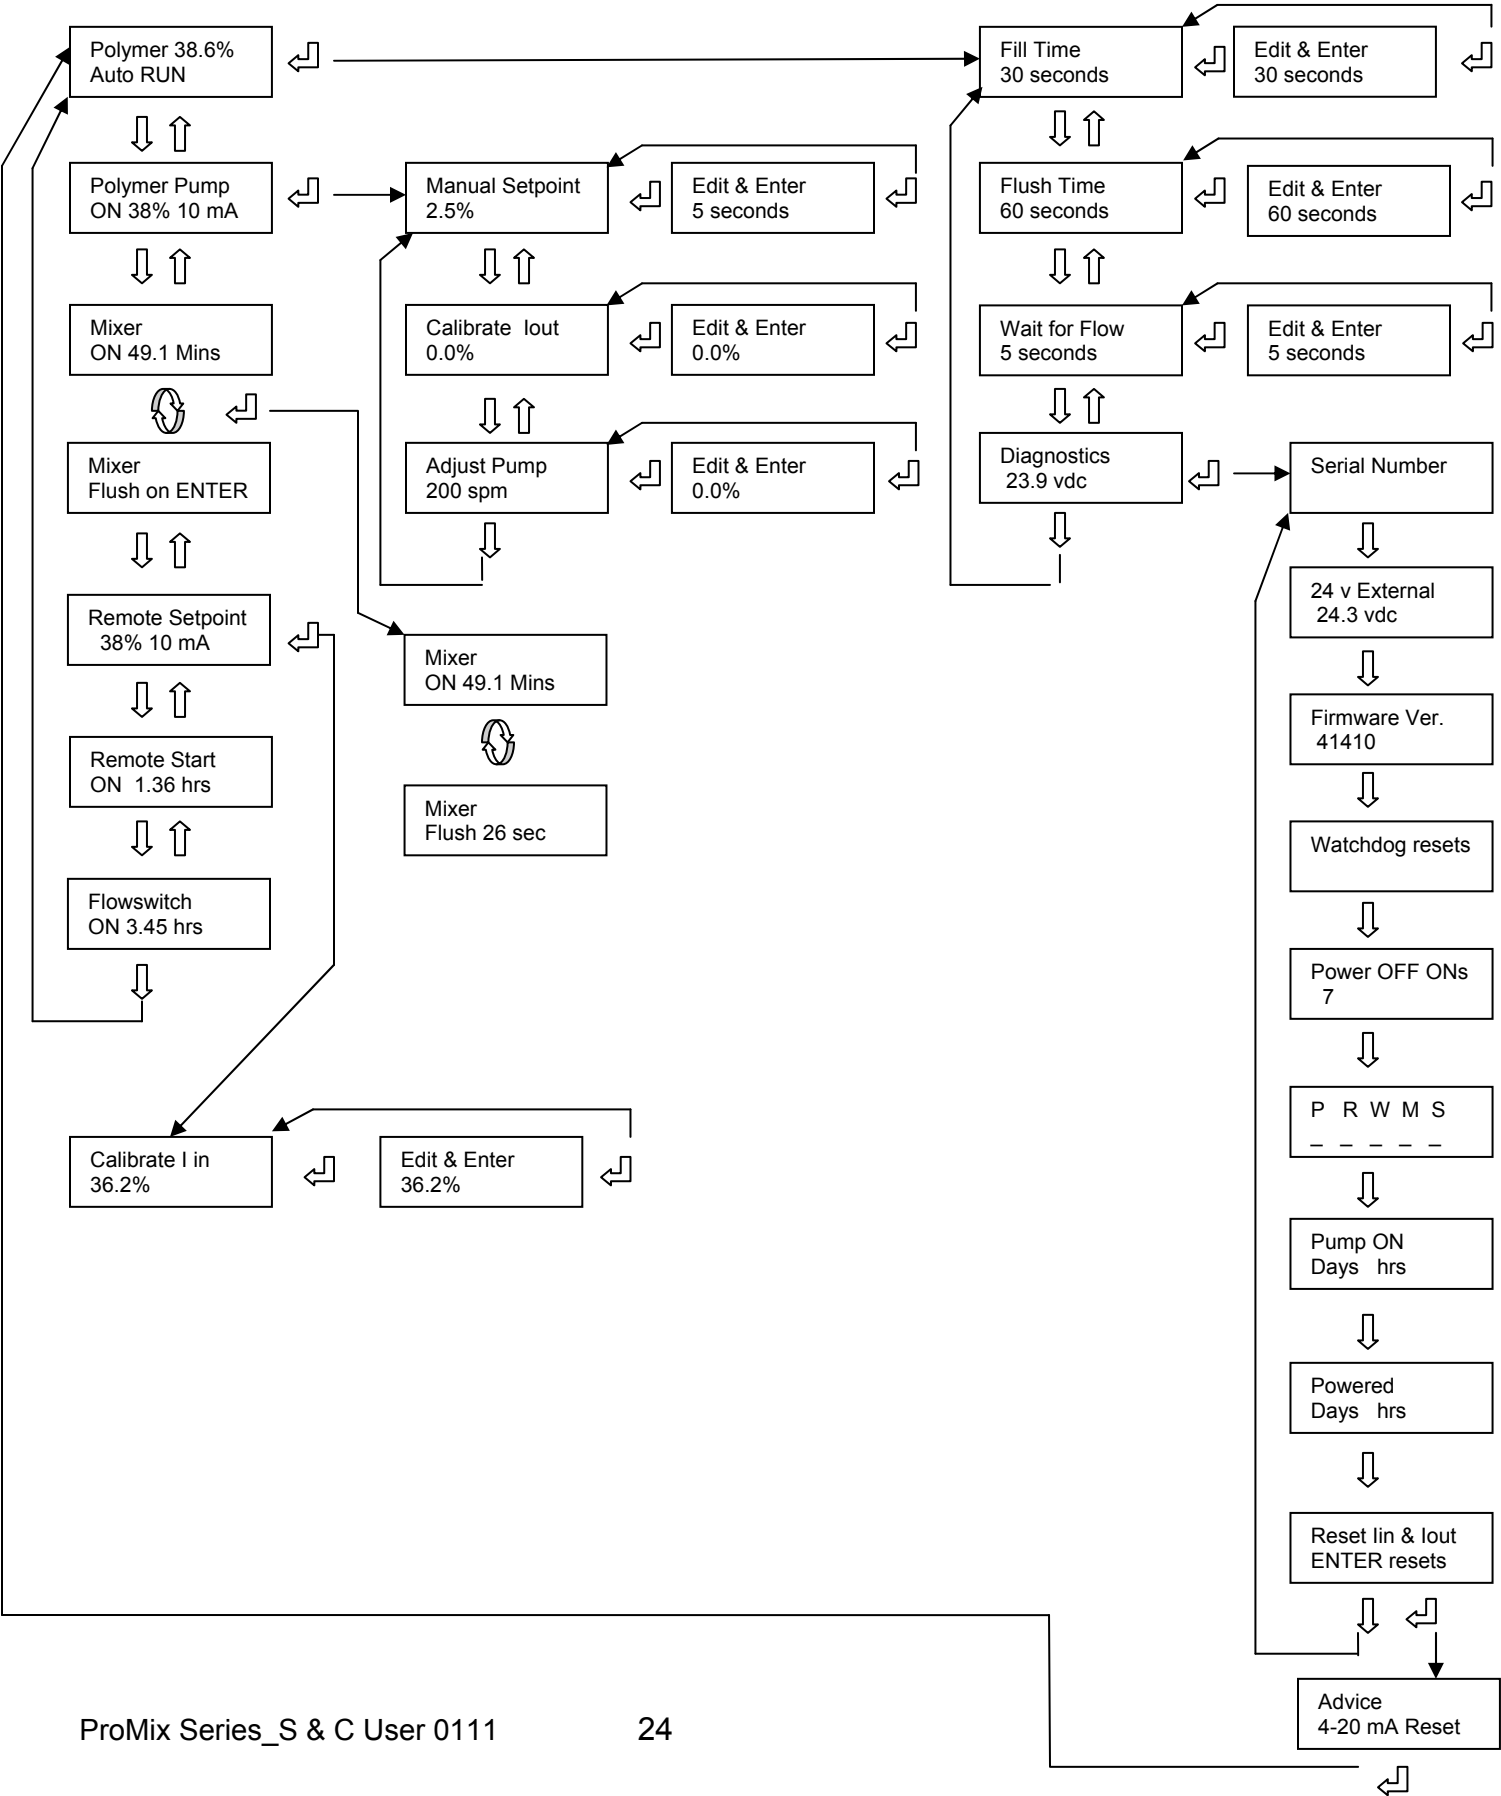 Polymer 38.6%
Auto RUN
Polymer Pump
ON 38% 10 mA
Mixer
ON 49.1 Mins
Mixer
Flush on ENTER
Remote Setpoint
38% 10 mA
Remote Start
ON 1.36 hrs
Flowswitch
ON 3.45 hrs
Calibrate I in
36.2%
Edit & Enter
36.2%
Manual Setpoint
2.5%
Edit & Enter
5 seconds
Calibrate Iout
0.0%
Edit & Enter
0.0%
Adjust Pump
200 spm
Edit & Enter
0.0%
Mixer
ON 49.1 Mins
Mixer
Flush 26 sec
Fill Time
30 seconds
Edit & Enter
30 seconds
Flush Time
60 seconds
Edit & Enter
60 seconds
Wait for Flow
5 seconds
Edit & Enter
5 seconds
Diagnostics
23.9 vdc
Serial Number
24 v External
24.3 vdc
Firmware Ver.
41410
Watchdog resets
Power OFF ONs
7
P R W M S
_ _ _ _ _
Pump ON
Days hrs
Powered
Days hrs
Reset Iin & Iout
ENTER resets
Advice
4-20 mA Reset
ProMix Series_S & C User 0111 24